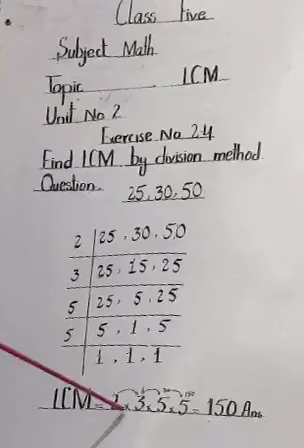 Class Five
Subject Math
Topic LCM
Unit No 2
Exercise No 2.4
Find LCM by division method
Question. 25, 30, 50
2 | 25, 30, 50
3 | 25, 15, 25
5 | 25, 5, 25
5 | 5, 1, 5
| 1, 1, 1
LCM = 2 x 3 x 5 x 5 = 150 Ans